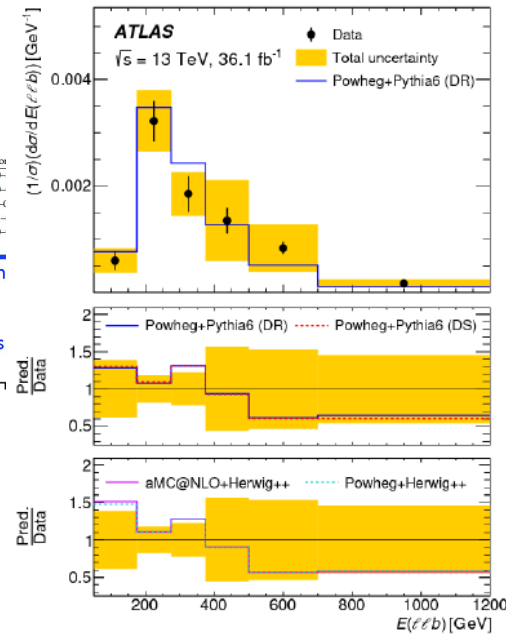 ATLAS
√s = 13 TeV, 36.1 fb⁻¹
Data
Total uncertainty
Powheg+Pythia6 (DR)
(1/σ)(dσ/dE(ℓℓb)) [GeV⁻¹]
0.004
0.002
Powheg+Pythia6 (DR) Powheg+Pythia6 (DS)
Pred.
Data
2
1.5
1
0.5
aMC@NLO+Herwig++ Powheg+Herwig++
Pred.
Data
2
1.5
1
0.5
200 400 600 800 1000 1200
E(ℓℓb) [GeV]